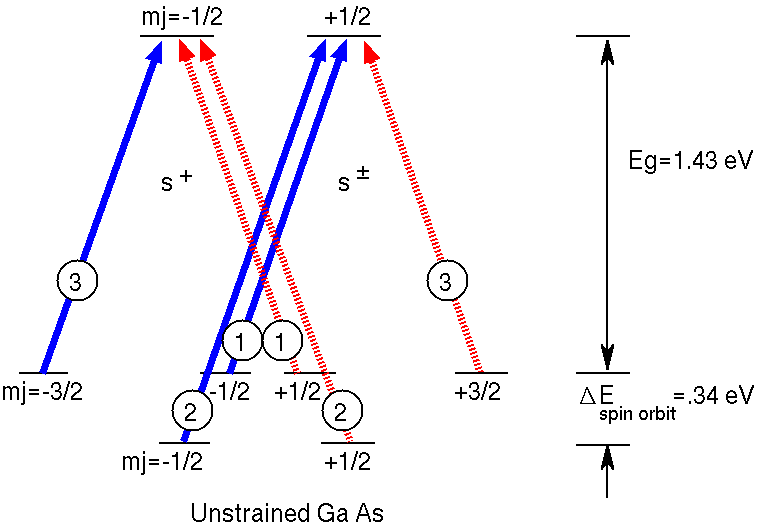 mj=-1/2
+1/2
s +
s ±
Eg=1.43 eV
3
3
1
1
mj=-3/2
-1/2
+1/2
+3/2
ΔE spin orbit =.34 eV
2
2
mj=-1/2
+1/2
Unstrained Ga As